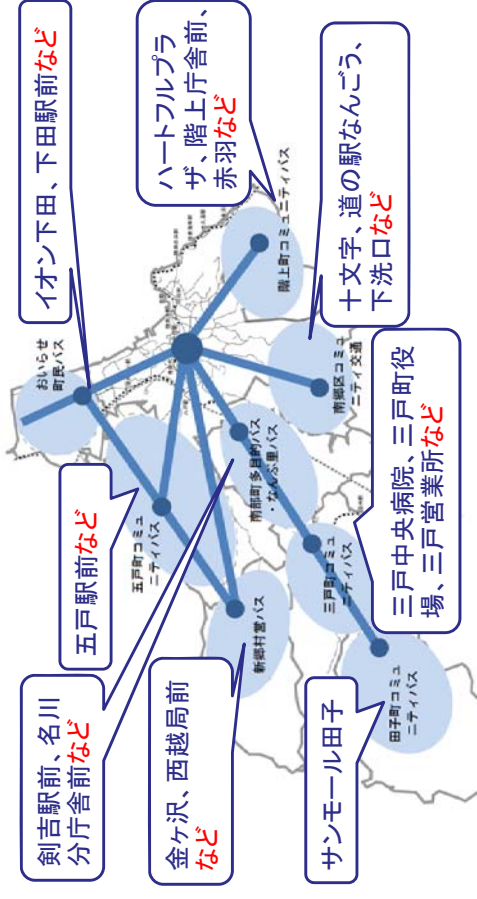 イオン下田、下田駅前など
ハートフルプラ
ザ、階上庁舎前、
赤羽など
十文字、道の駅なんごう、
下洗口など
三戸中央病院、三戸町役
場、三戸営業所など
サンモール田子
金ヶ沢、西越局前
など
剣吉駅前、名川
分庁舎前など
五戸駅前など
おいらせ
町民バス
五戸町コミュ
ニティバス
新郷村営バス
南部町多目的バス
・なんぶ里バス
三戸町コミュ
ニティバス
田子町コミュ
ニティバス
南郷区コミュ
ニティ交通
階上町コミュニティバス